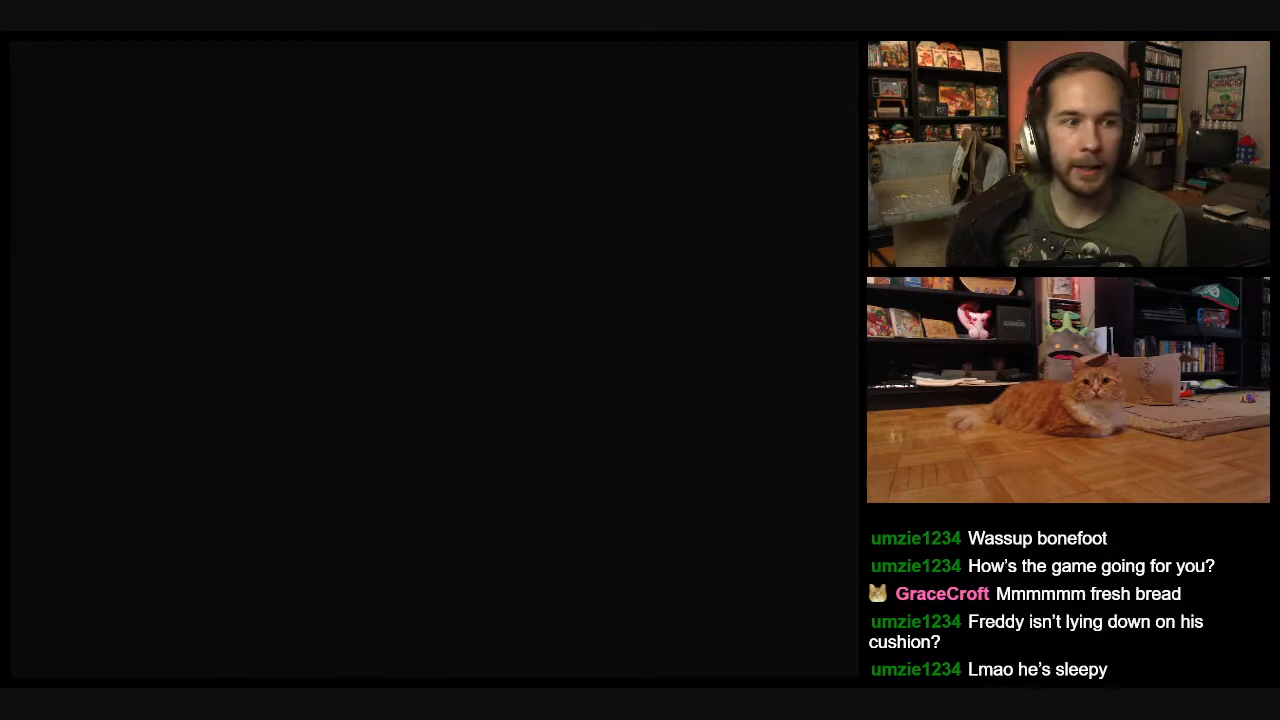 umzie1234 Wassup bonefoot
umzie1234 How's the game going for you?
GraceCroft Mmmmmm fresh bread
umzie1234 Freddy isn't lying down on his
cushion?
umzie1234 Lmao he's sleepy